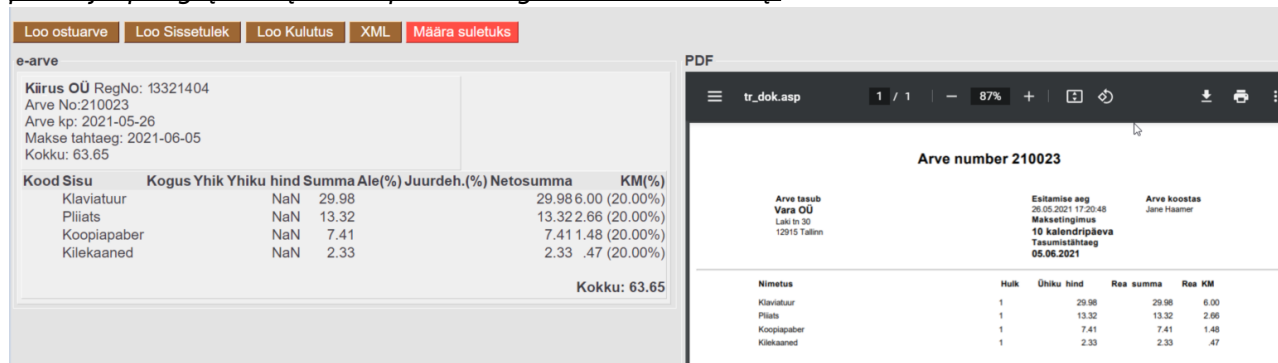 Loo ostuarve Loo Sissetulek Loo Kulutus XML Määra suletuks
e-arve
Kiirus OÜ RegNo: 13321404
Arve No:210023
Arve kp: 2021-05-26
Makse tahtaeg: 2021-06-05
Kokku: 63.65
Kood Sisu Kogus Yhik Yhiku hind Summa Ale(%) Juurdeh.(%) Netosumma KM(%)
Klaviatuur NaN 29.98 29.98 6.00 (20.00%)
Pliiats NaN 13.32 13.32 2.66 (20.00%)
Koopiapaber NaN 7.41 7.41 1.48 (20.00%)
Kilekaaned NaN 2.33 2.33 .47 (20.00%)
Kokku: 63.65
PDF
tr_dok.asp 1 / 1 87%
Arve number 210023
Arve tasub
Vara OÜ
Laki tn 30
12915 Tallinn
Esitamise aeg
26.05.2021 17:20:48
Maksetingimus
10 kalendripäeva
Tasumistähtaeg
05.06.2021
Arve koostas
Jane Haamer
Nimetus Hulk Ühiku hind Rea summa Rea KM
Klaviatuur 1 29.98 29.98 6.00
Pliiats 1 13.32 13.32 2.66
Koopiapaber 1 7.41 7.41 1.48
Kilekaaned 1 2.33 2.33 .47